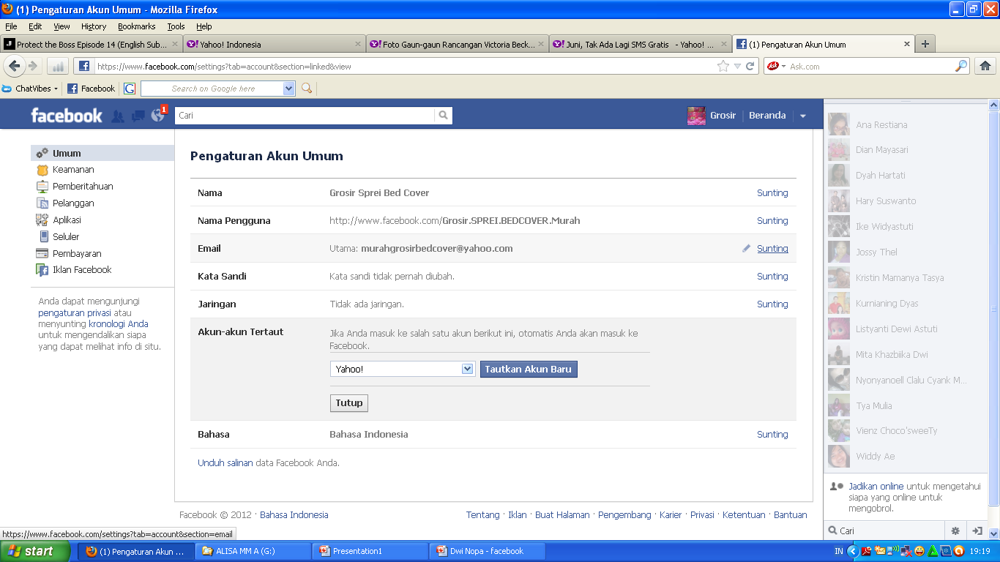 (1) Pengaturan Akun Umum - Mozilla Firefox
File Edit View History Bookmarks Tools Help
Protect the Boss Episode 14 (English Sub...
Yahoo! Indonesia
Foto Gaun-gaun Rancangan Victoria Beck...
Juni, Tak Ada Lagi SMS Gratis - Yahoo! ...
(1) Pengaturan Akun Umum
https://www.facebook.com/settings?tab=account&section=linked&view
Ask Ask.com
ChatVibes Facebook G Search on Google here
facebook 1 Cari Grosir Beranda
Umum
Keamanan
Pemberitahuan
Pelanggan
Aplikasi
Seluler
Pembayaran
Iklan Facebook
Anda dapat mengunjungi
pengaturan privasi atau
menyunting kronologi Anda
untuk mengendalikan siapa
yang dapat melihat info di situ.
Pengaturan Akun Umum
Nama Grosir Sprei Bed Cover Sunting
Nama Pengguna http://www.facebook.com/Grosir.SPREI.BEDCOVER.Murah Sunting
Email Utama: murahgrosirbedcover@yahoo.com Sunting
Kata Sandi Kata sandi tidak pernah diubah. Sunting
Jaringan Tidak ada jaringan. Sunting
Akun-akun Tertaut Jika Anda masuk ke salah satu akun berikut ini, otomatis Anda akan masuk ke
Facebook.
Yahoo! Tautkan Akun Baru
Tutup
Bahasa Bahasa Indonesia Sunting
Unduh salinan data Facebook Anda.
Facebook © 2012 · Bahasa Indonesia
Tentang · Iklan · Buat Halaman · Pengembang · Karier · Privasi · Ketentuan · Bantuan
Ana Restiana
Dian Mayasari
Dyah Hartati
Hary Suswanto
Ike Widyastuti
Jossy Thel
Kristin Mamanya Tasya
Kurnianing Dyas
Listyanti Dewi Astuti
Mita Khazbiika Dwi
Nyonyanoell Clalu Cyank M...
Tya Mulia
Vienz Choco'sweeTy
Widdy Ae
Jadikan online untuk mengetahui
siapa yang online untuk
mengobrol.
Cari
https://www.facebook.com/settings?tab=account&section=email
start
(1) Pengaturan Akun ...
ALISA MM A (G:)
Presentation1
Dwi Nopa - facebook
IN
19:19